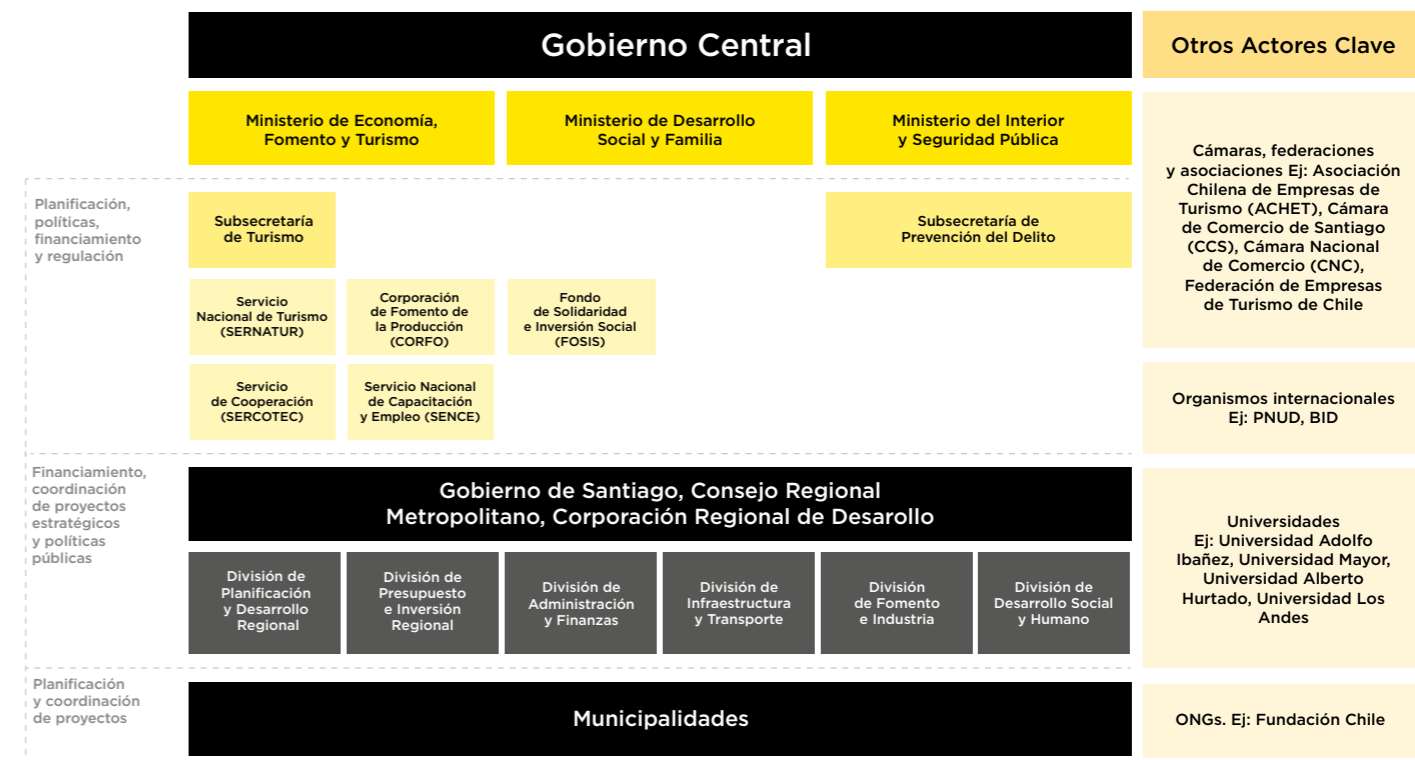 Gobierno Central
Otros Actores Clave
Ministerio de Economía,
Fomento y Turismo
Ministerio de Desarrollo
Social y Familia
Ministerio del Interior
y Seguridad Pública
Cámaras, federaciones
y asociaciones Ej: Asociación
Chilena de Empresas de
Turismo (ACHET), Cámara
de Comercio de Santiago
(CCS), Cámara Nacional
de Comercio (CNC),
Federación de Empresas
de Turismo de Chile
Planificación,
políticas,
financiamiento
y regulación
Subsecretaría
de Turismo
Subsecretaría de
Prevención del Delito
Servicio
Nacional de Turismo
(SERNATUR)
Corporación
de Fomento de
la Producción
(CORFO)
Fondo
de Solidaridad
e Inversión Social
(FOSIS)
Servicio
de Cooperación
(SERCOTEC)
Servicio Nacional
de Capacitación
y Empleo (SENCE)
Organismos internacionales
Ej: PNUD, BID
Financiamiento,
coordinación
de proyectos
estratégicos
y políticas
públicas
Gobierno de Santiago, Consejo Regional
Metropolitano, Corporación Regional de Desarollo
División de
Planificación
y Desarrollo
Regional
División de
Presupuesto
e Inversión
Regional
División de
Administración
y Finanzas
División de
Infraestructura
y Transporte
División
de Fomento
e Industria
División de
Desarrollo Social
y Humano
Universidades
Ej: Universidad Adolfo
Ibañez, Universidad Mayor,
Universidad Alberto
Hurtado, Universidad Los
Andes
Planificación
y coordinación
de proyectos
Municipalidades
ONGs. Ej: Fundación Chile